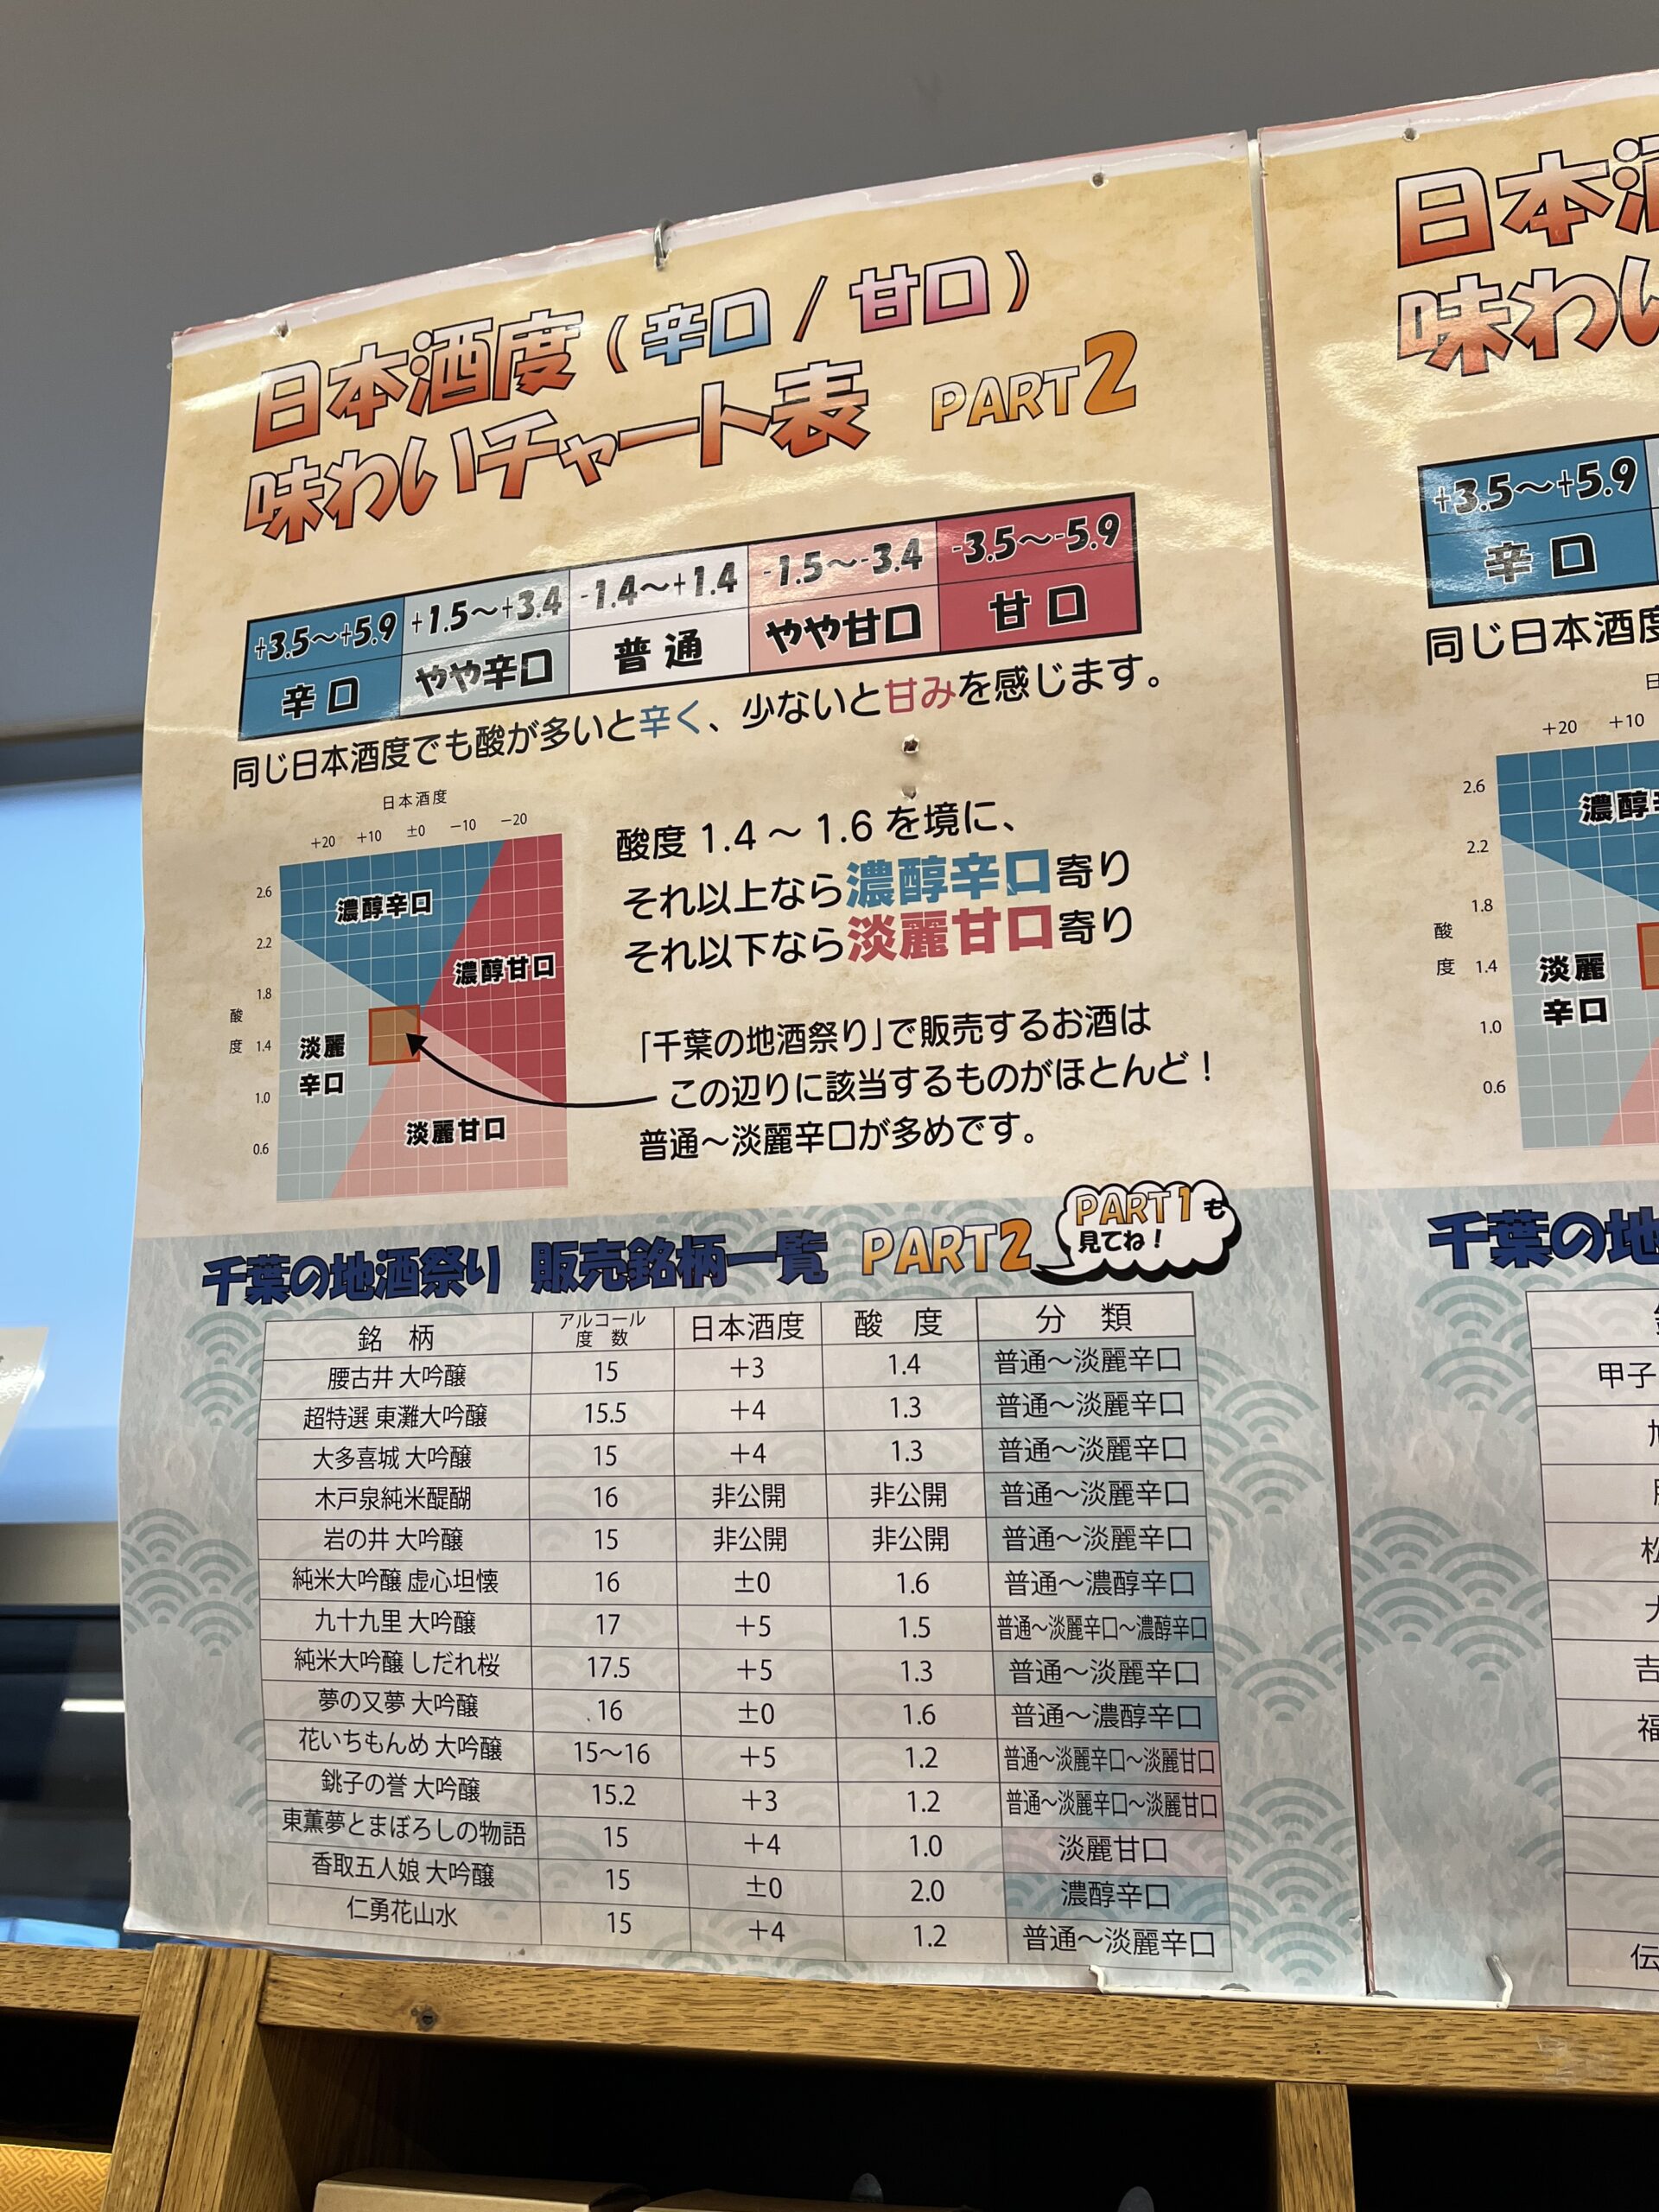 日本酒度（辛口 / 甘口）
味わいチャート表 PART2
+3.5〜+5.9 +1.5〜+3.4 -1.4〜+1.4 -1.5〜-3.4 -3.5〜-5.9
辛口 やや辛口 普通 やや甘口 甘口
同じ日本酒度でも酸が多いと辛く、少ないと甘みを感じます。
日本酒度
+20 +10 ±0 −10 −20
2.6
2.2
1.8
1.4
1.0
0.6
酸度
濃醇辛口
濃醇甘口
淡麗
辛口
淡麗甘口
酸度 1.4 〜 1.6 を境に、
それ以上なら濃醇辛口寄り
それ以下なら淡麗甘口寄り
「千葉の地酒祭り」で販売するお酒は
この辺りに該当するものがほとんど！
普通〜淡麗辛口が多めです。
千葉の地酒祭り 販売銘柄一覧 PART2
PART1も
見てね！
銘柄 アルコール度数 日本酒度 酸度 分類
腰古井 大吟醸 15 +3 1.4 普通〜淡麗辛口
超特選 東灘大吟醸 15.5 +4 1.3 普通〜淡麗辛口
大多喜城 大吟醸 15 +4 1.3 普通〜淡麗辛口
木戸泉純米醍醐 16 非公開 非公開 普通〜淡麗辛口
岩の井 大吟醸 15 非公開 非公開 普通〜淡麗辛口
純米大吟醸 虚心坦懐 16 ±0 1.6 普通〜濃醇辛口
九十九里 大吟醸 17 +5 1.5 普通〜淡麗辛口〜濃醇辛口
純米大吟醸 しだれ桜 17.5 +5 1.3 普通〜淡麗辛口
夢の又夢 大吟醸 16 ±0 1.6 普通〜濃醇辛口
花いちもんめ 大吟醸 15〜16 +5 1.2 普通〜淡麗辛口〜淡麗甘口
銚子の誉 大吟醸 15.2 +3 1.2 普通〜淡麗辛口〜淡麗甘口
東薫夢とまぼろしの物語 15 +4 1.0 淡麗甘口
香取五人娘 大吟醸 15 ±0 2.0 濃醇辛口
仁勇花山水 15 +4 1.2 普通〜淡麗辛口
日本酒
味わい
+3.5〜+5.9
辛口
同じ日本酒度
日
+20 +10
2.6
2.2
1.8
1.4
1.0
0.6
酸度
濃醇
淡麗
辛口
千葉の地
甲子
松
吉
福
伝